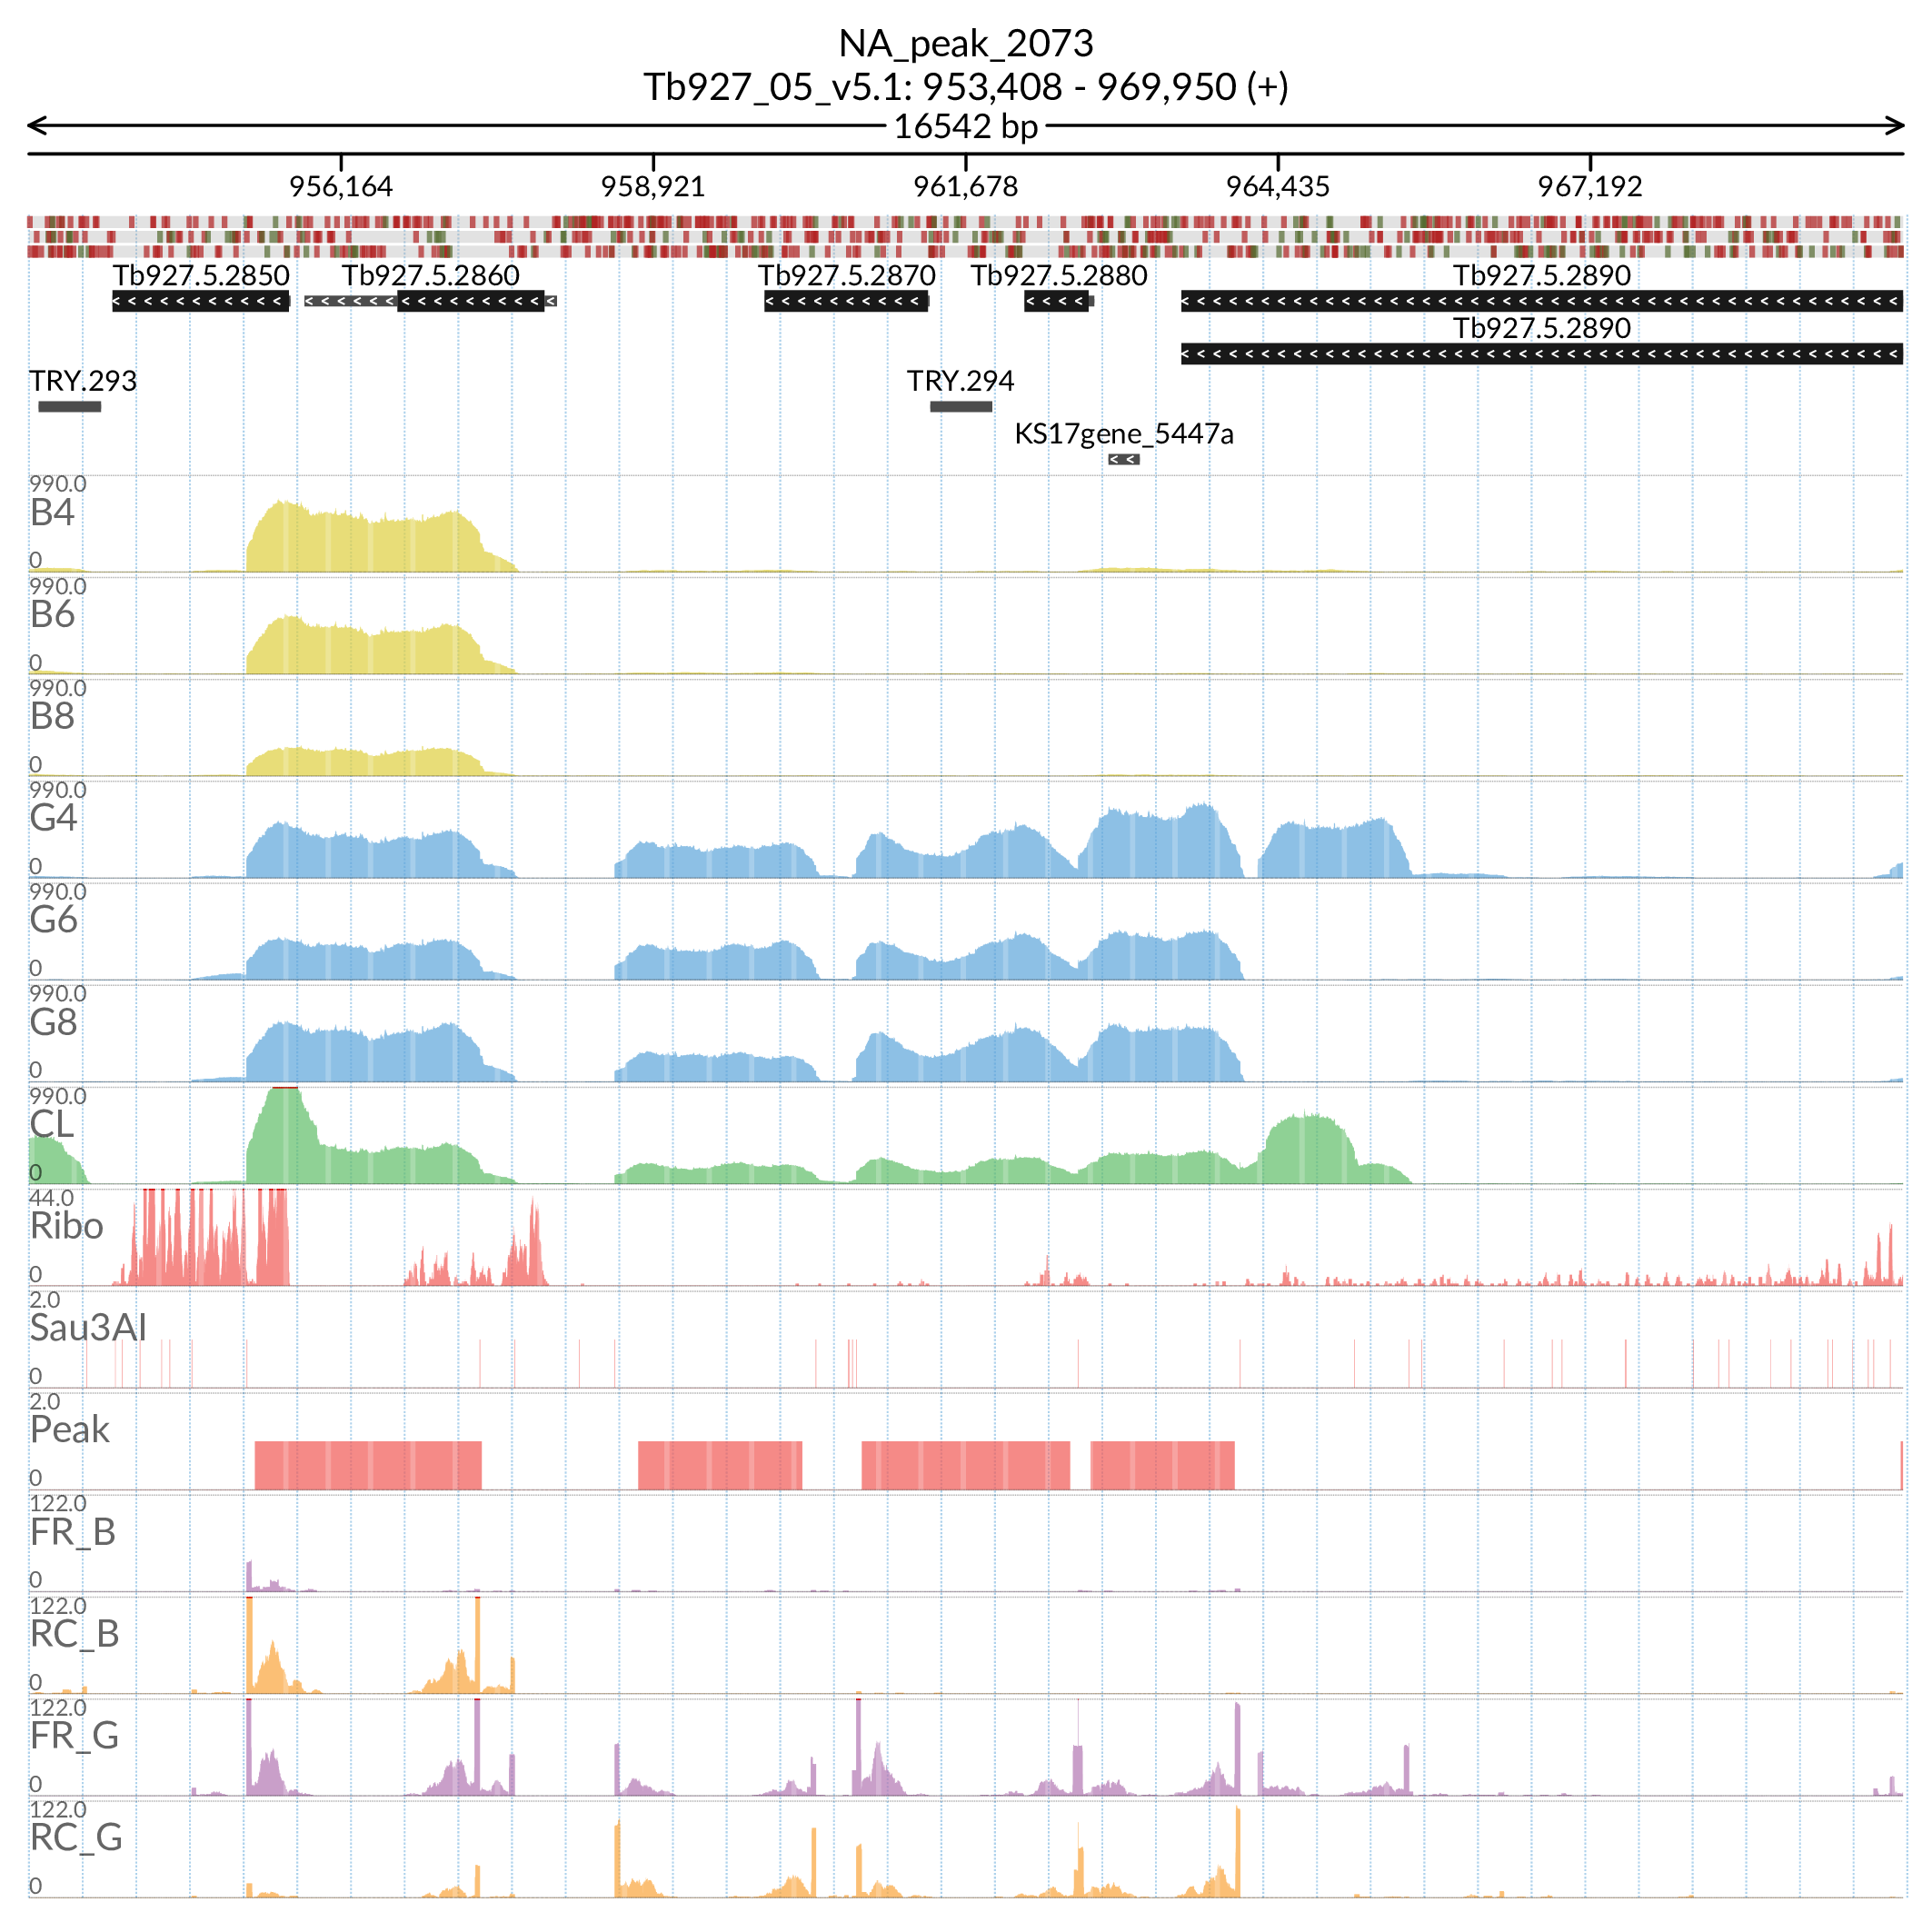 NA_peak_2073
Tb927_05_v5.1: 953,408 - 969,950 (+)
16542 bp
956,164 958,921 961,678 964,435 967,192
Tb927.5.2850 Tb927.5.2860 Tb927.5.2870 Tb927.5.2880 Tb927.5.2890
Tb927.5.2890
TRY.293 TRY.294
KS17gene_5447a
990.0
B4
0
990.0
B6
0
990.0
B8
0
990.0
G4
0
990.0
G6
0
990.0
G8
0
990.0
CL
0
44.0
Ribo
0
2.0
Sau3AI
0
2.0
Peak
0
122.0
FR_B
0
122.0
RC_B
0
122.0
FR_G
0
122.0
RC_G
0